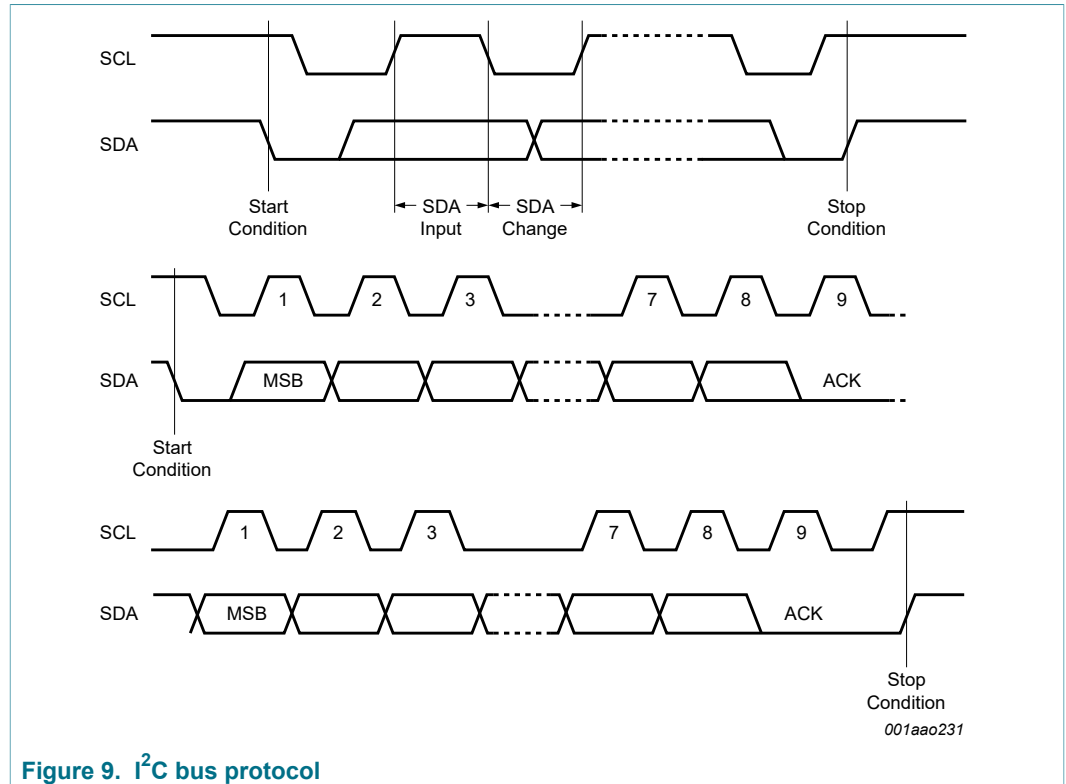 SCL
SDA
Start
Condition
SDA
Input
SDA
Change
Stop
Condition
SCL
1 2 3 7 8 9
SDA
MSB
ACK
Start
Condition
SCL
1 2 3 7 8 9
SDA
MSB
ACK
Stop
Condition
001aao231
Figure 9. I²C bus protocol